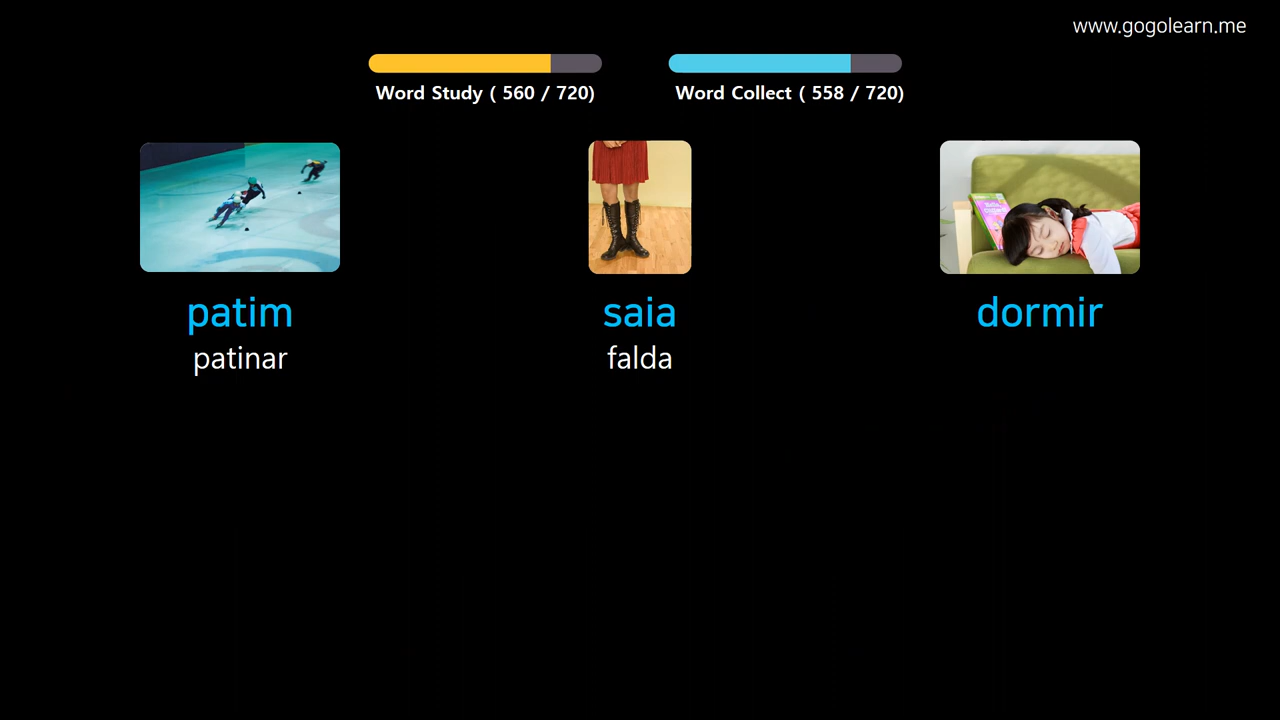 www.gogolearn.me
Word Study ( 560 / 720)
Word Collect ( 558 / 720)
patim
saia
dormir
patinar
falda